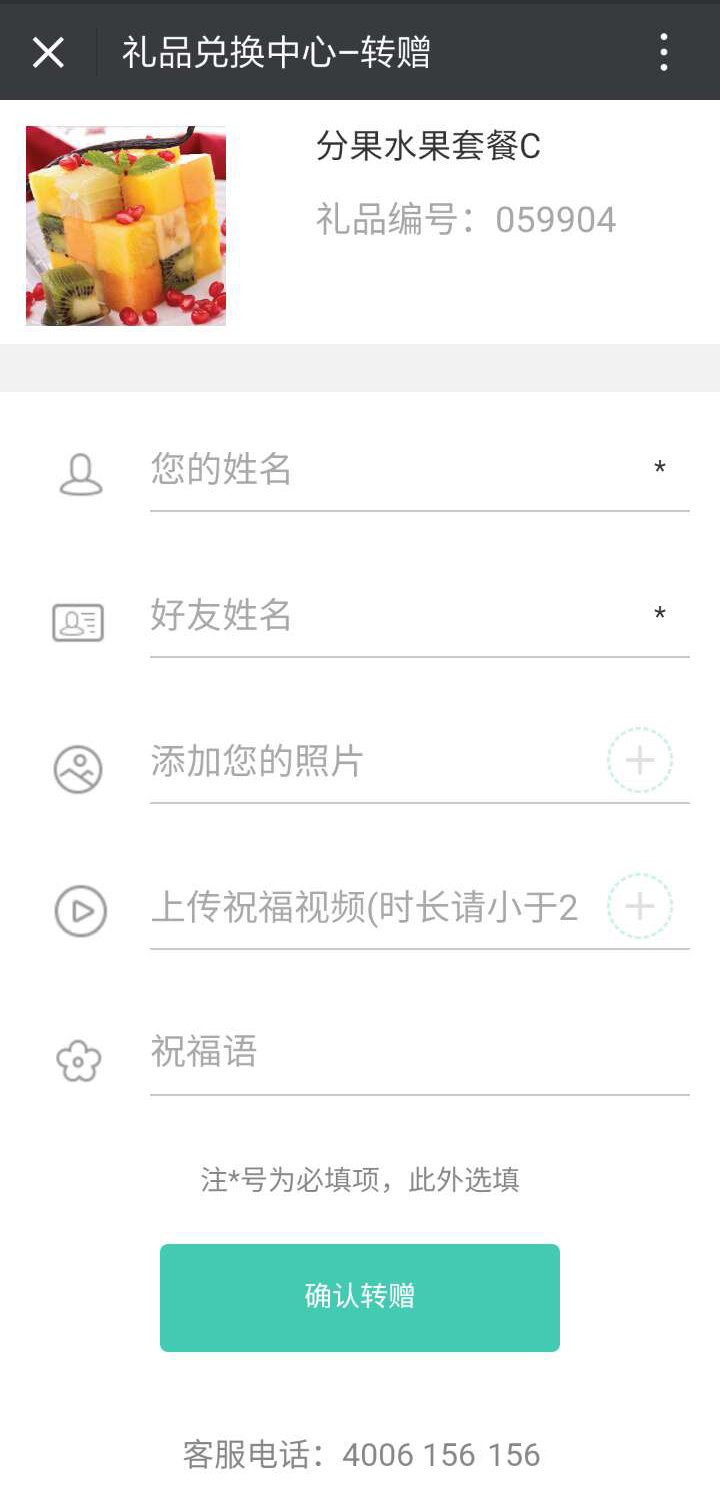 礼品兑换中心–转赠
分果水果套餐C
礼品编号：059904
您的姓名 *
好友姓名 *
添加您的照片
上传祝福视频(时长请小于2
祝福语
注*号为必填项，此外选填
确认转赠
客服电话：4006 156 156